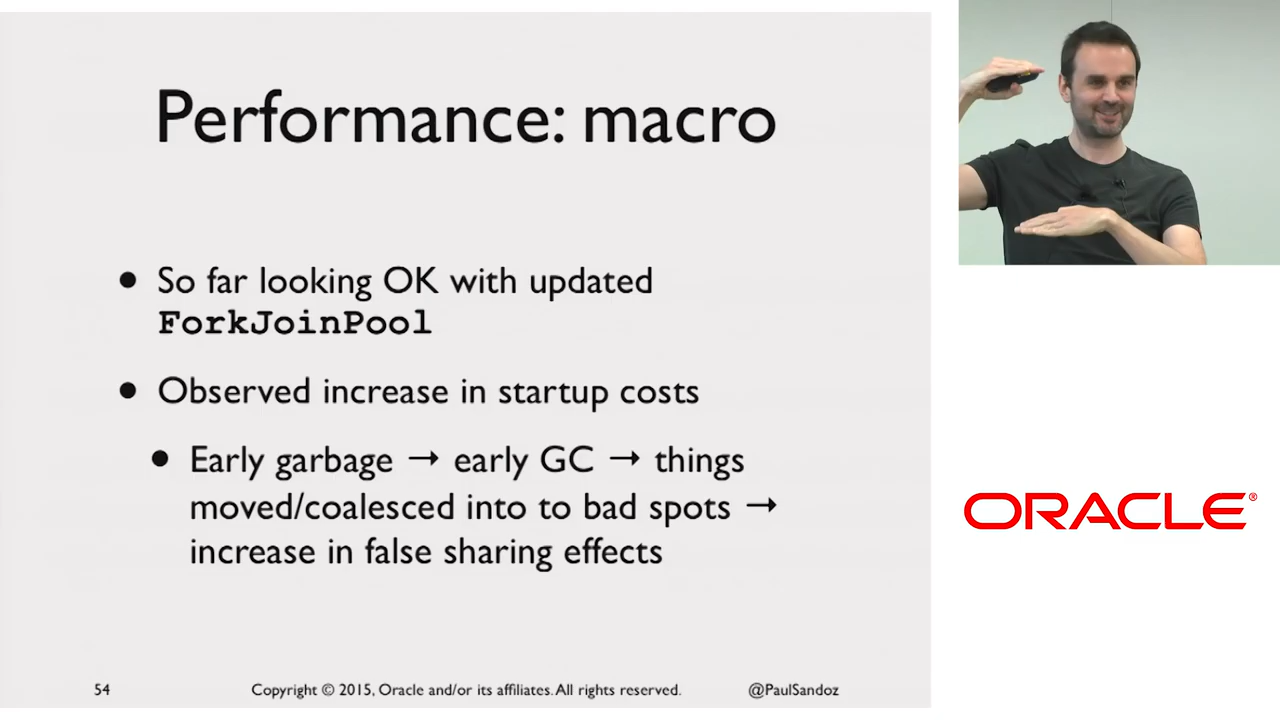 Performance: macro
• So far looking OK with updated
ForkJoinPool
• Observed increase in startup costs
• Early garbage → early GC → things
moved/coalesced into to bad spots →
increase in false sharing effects
54 Copyright © 2015, Oracle and/or its affiliates. All rights reserved. @PaulSandoz
ORACLE®